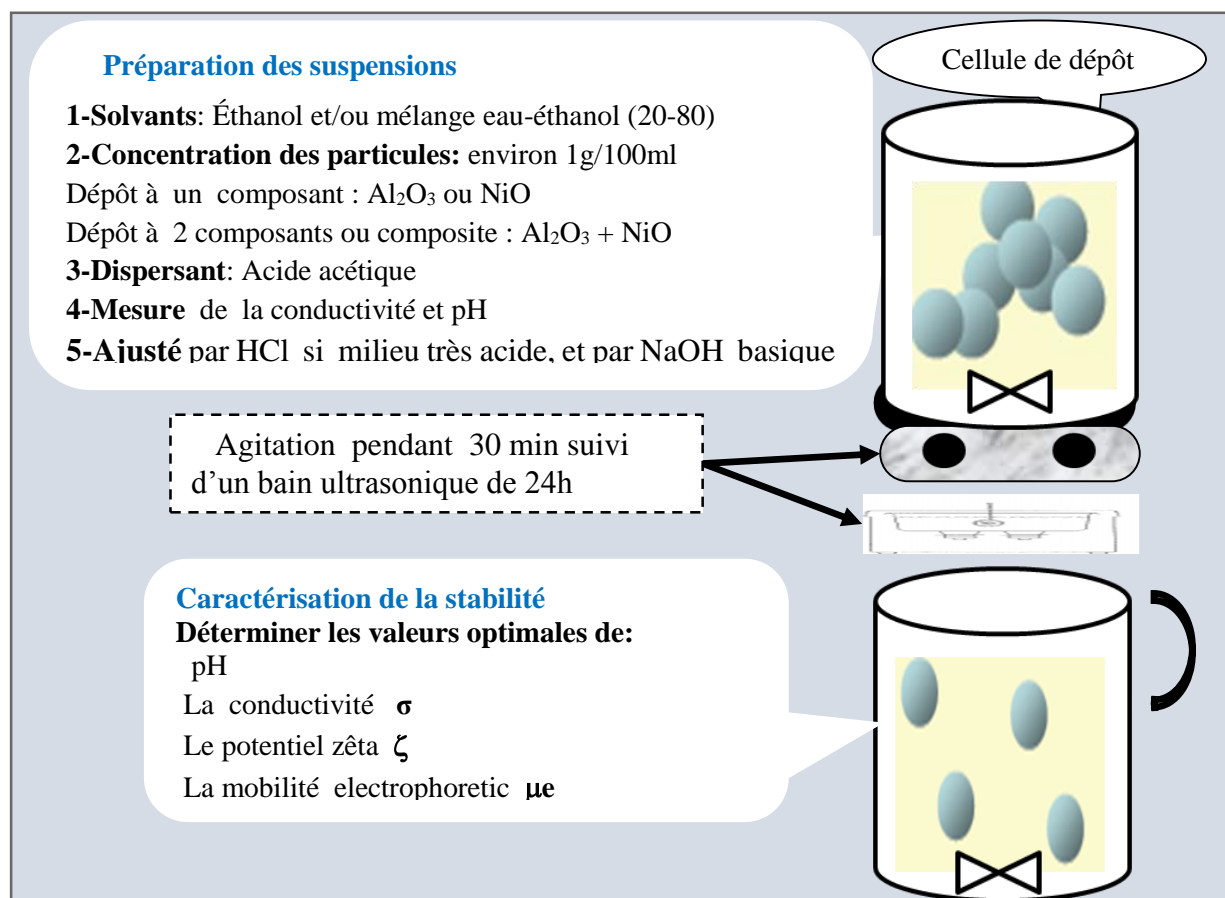 Préparation des suspensions
Cellule de dépôt
1-Solvants: Éthanol et/ou mélange eau-éthanol (20-80)
2-Concentration des particules: environ 1g/100ml
Dépôt à un composant : Al₂O₃ ou NiO
Dépôt à 2 composants ou composite : Al₂O₃ + NiO
3-Dispersant: Acide acétique
4-Mesure de la conductivité et pH
5-Ajusté par HCl si milieu très acide, et par NaOH basique
Agitation pendant 30 min suivi
d’un bain ultrasonique de 24h
Caractérisation de la stabilité
Déterminer les valeurs optimales de:
pH
La conductivité σ
Le potentiel zêta ζ
La mobilité electrophoretic μe